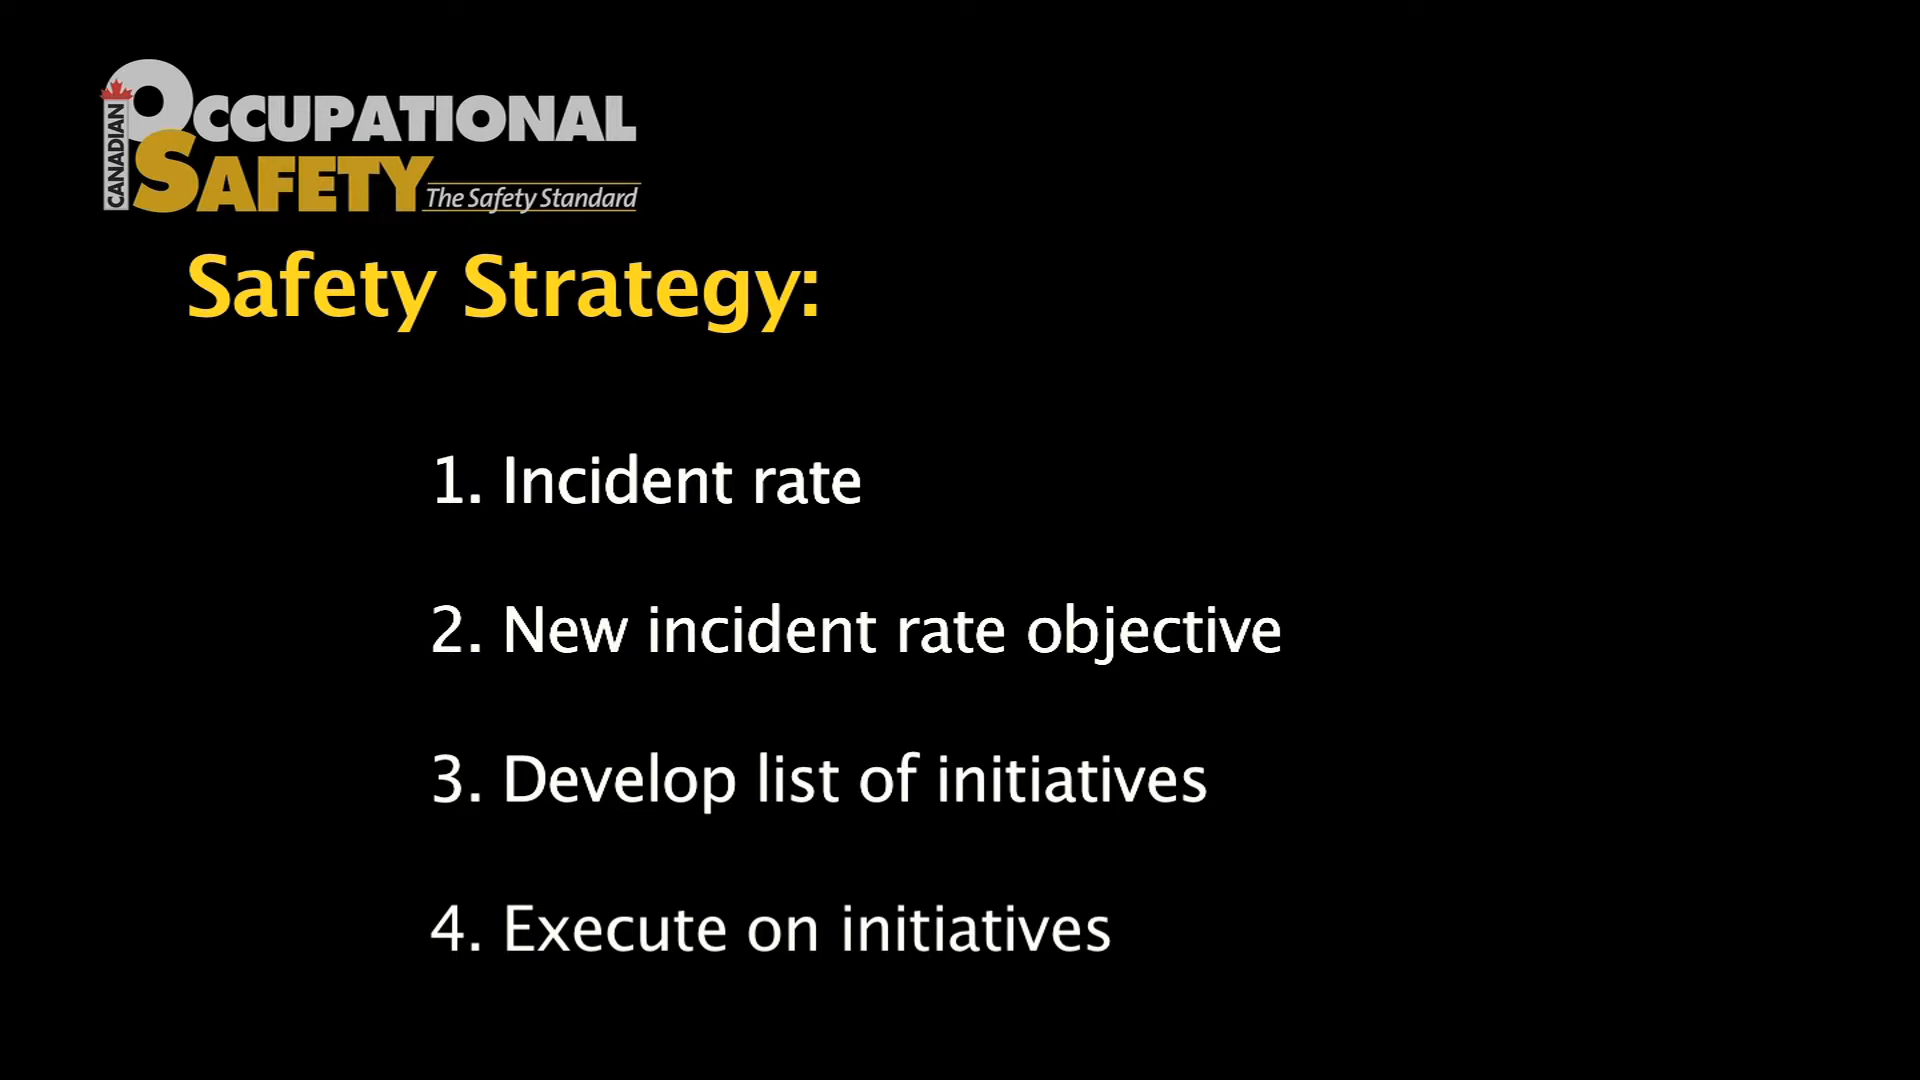 CANADIAN
OCCUPATIONAL
SAFETY
The Safety Standard
Safety Strategy:
1. Incident rate
2. New incident rate objective
3. Develop list of initiatives
4. Execute on initiatives